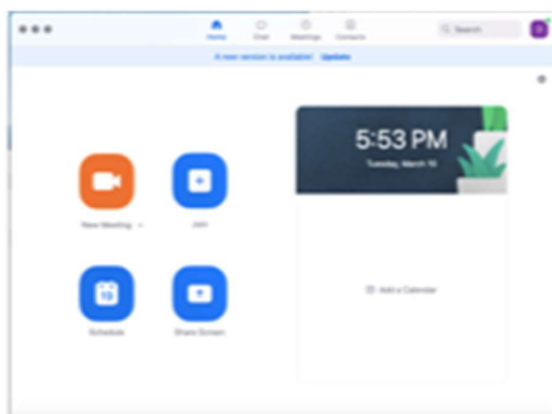 Home Chat Meetings Contacts Search
A new version is available! Update
5:53 PM
Tuesday, March
New Meeting
Join
19
Add a Calendar
Schedule
Share Screen